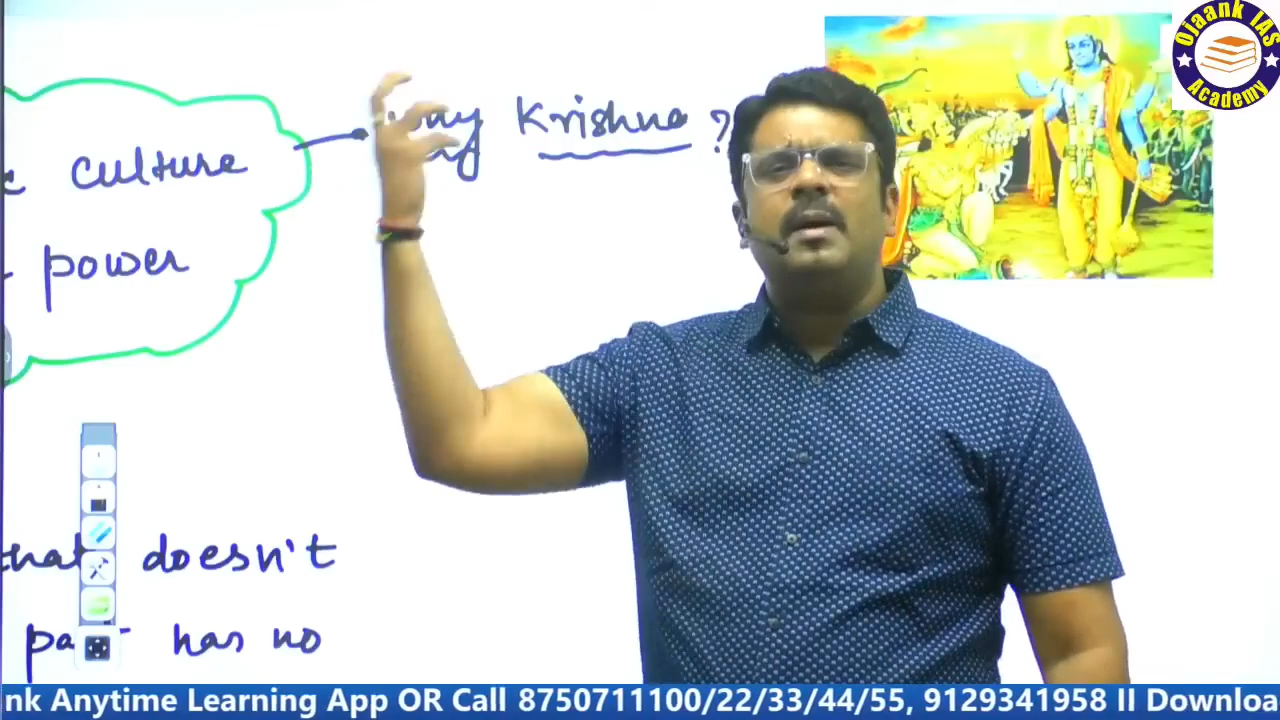 Ojaank IAS
Academy
Krishna ?
culture
power
that doesn't
has no
nk Anytime Learning App OR Call 8750711100/22/33/44/55, 9129341958 II Downloa